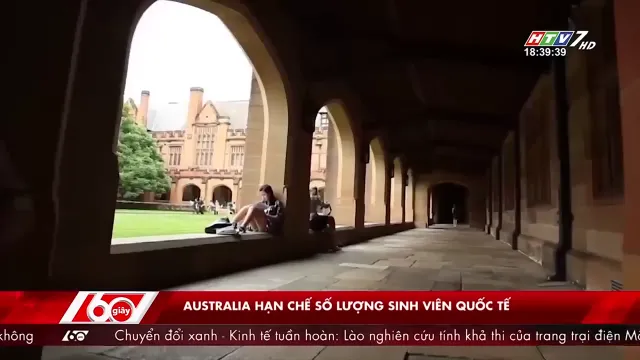 HTV7 HD
18:39:39
60 giây
AUSTRALIA HẠN CHẾ SỐ LƯỢNG SINH VIÊN QUỐC TẾ
không 60 Chuyển đổi xanh - Kinh tế tuần hoàn: Lào nghiên cứu tính khả thi của trang trại điện